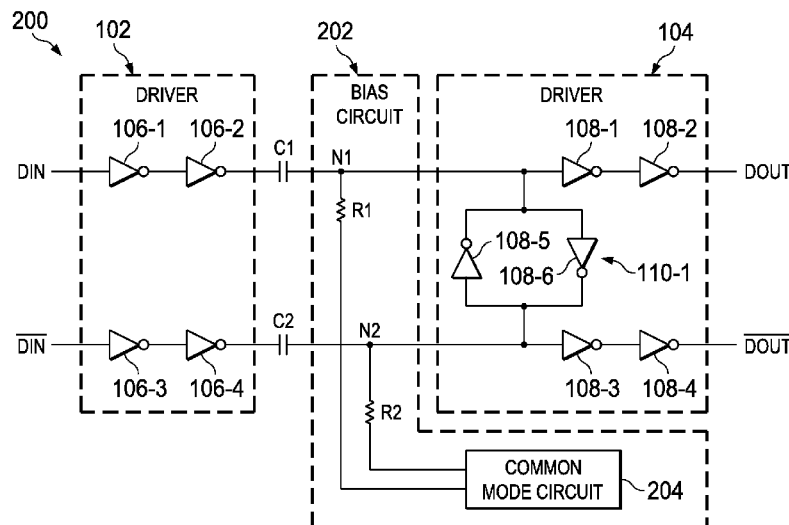 200
102
202
104
DRIVER
BIAS
CIRCUIT
DRIVER
106-1
106-2
108-1
108-2
C1
N1
DIN
DOUT
R1
108-5
108-6
110-1
C2
N2
D̅I̅N̅
D̅O̅U̅T̅
106-3
106-4
108-3
108-4
R2
COMMON
MODE CIRCUIT
204